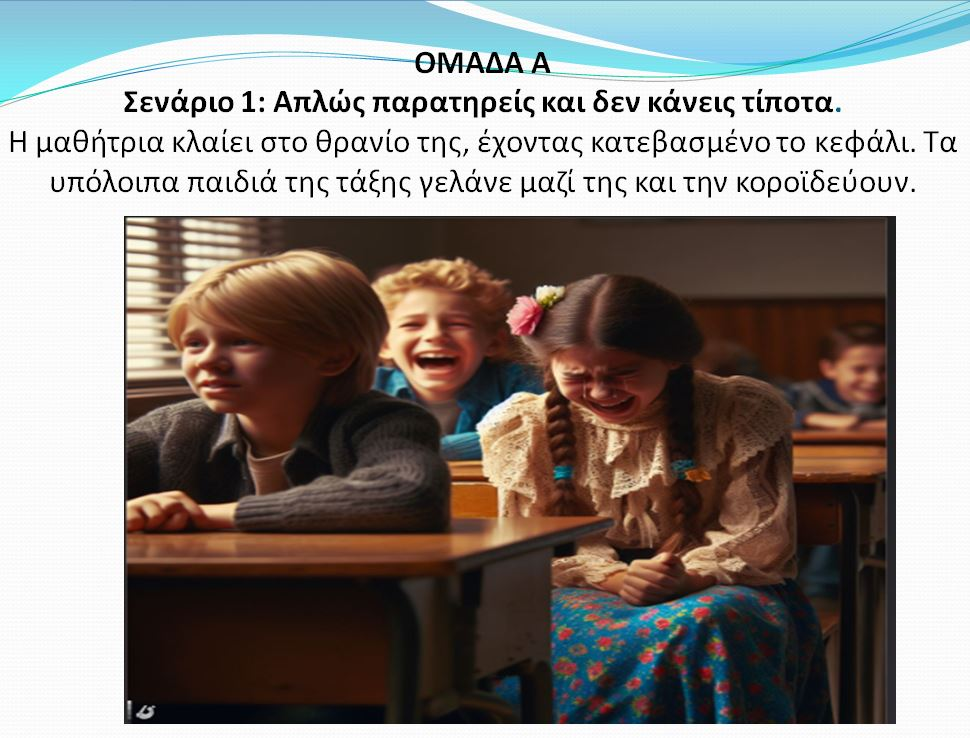 ΟΜΑΔΑ Α
Σενάριο 1: Απλώς παρατηρείς και δεν κάνεις τίποτα.
Η μαθήτρια κλαίει στο θρανίο της, έχοντας κατεβασμένο το κεφάλι. Τα
υπόλοιπα παιδιά της τάξης γελάνε μαζί της και την κοροϊδεύουν.